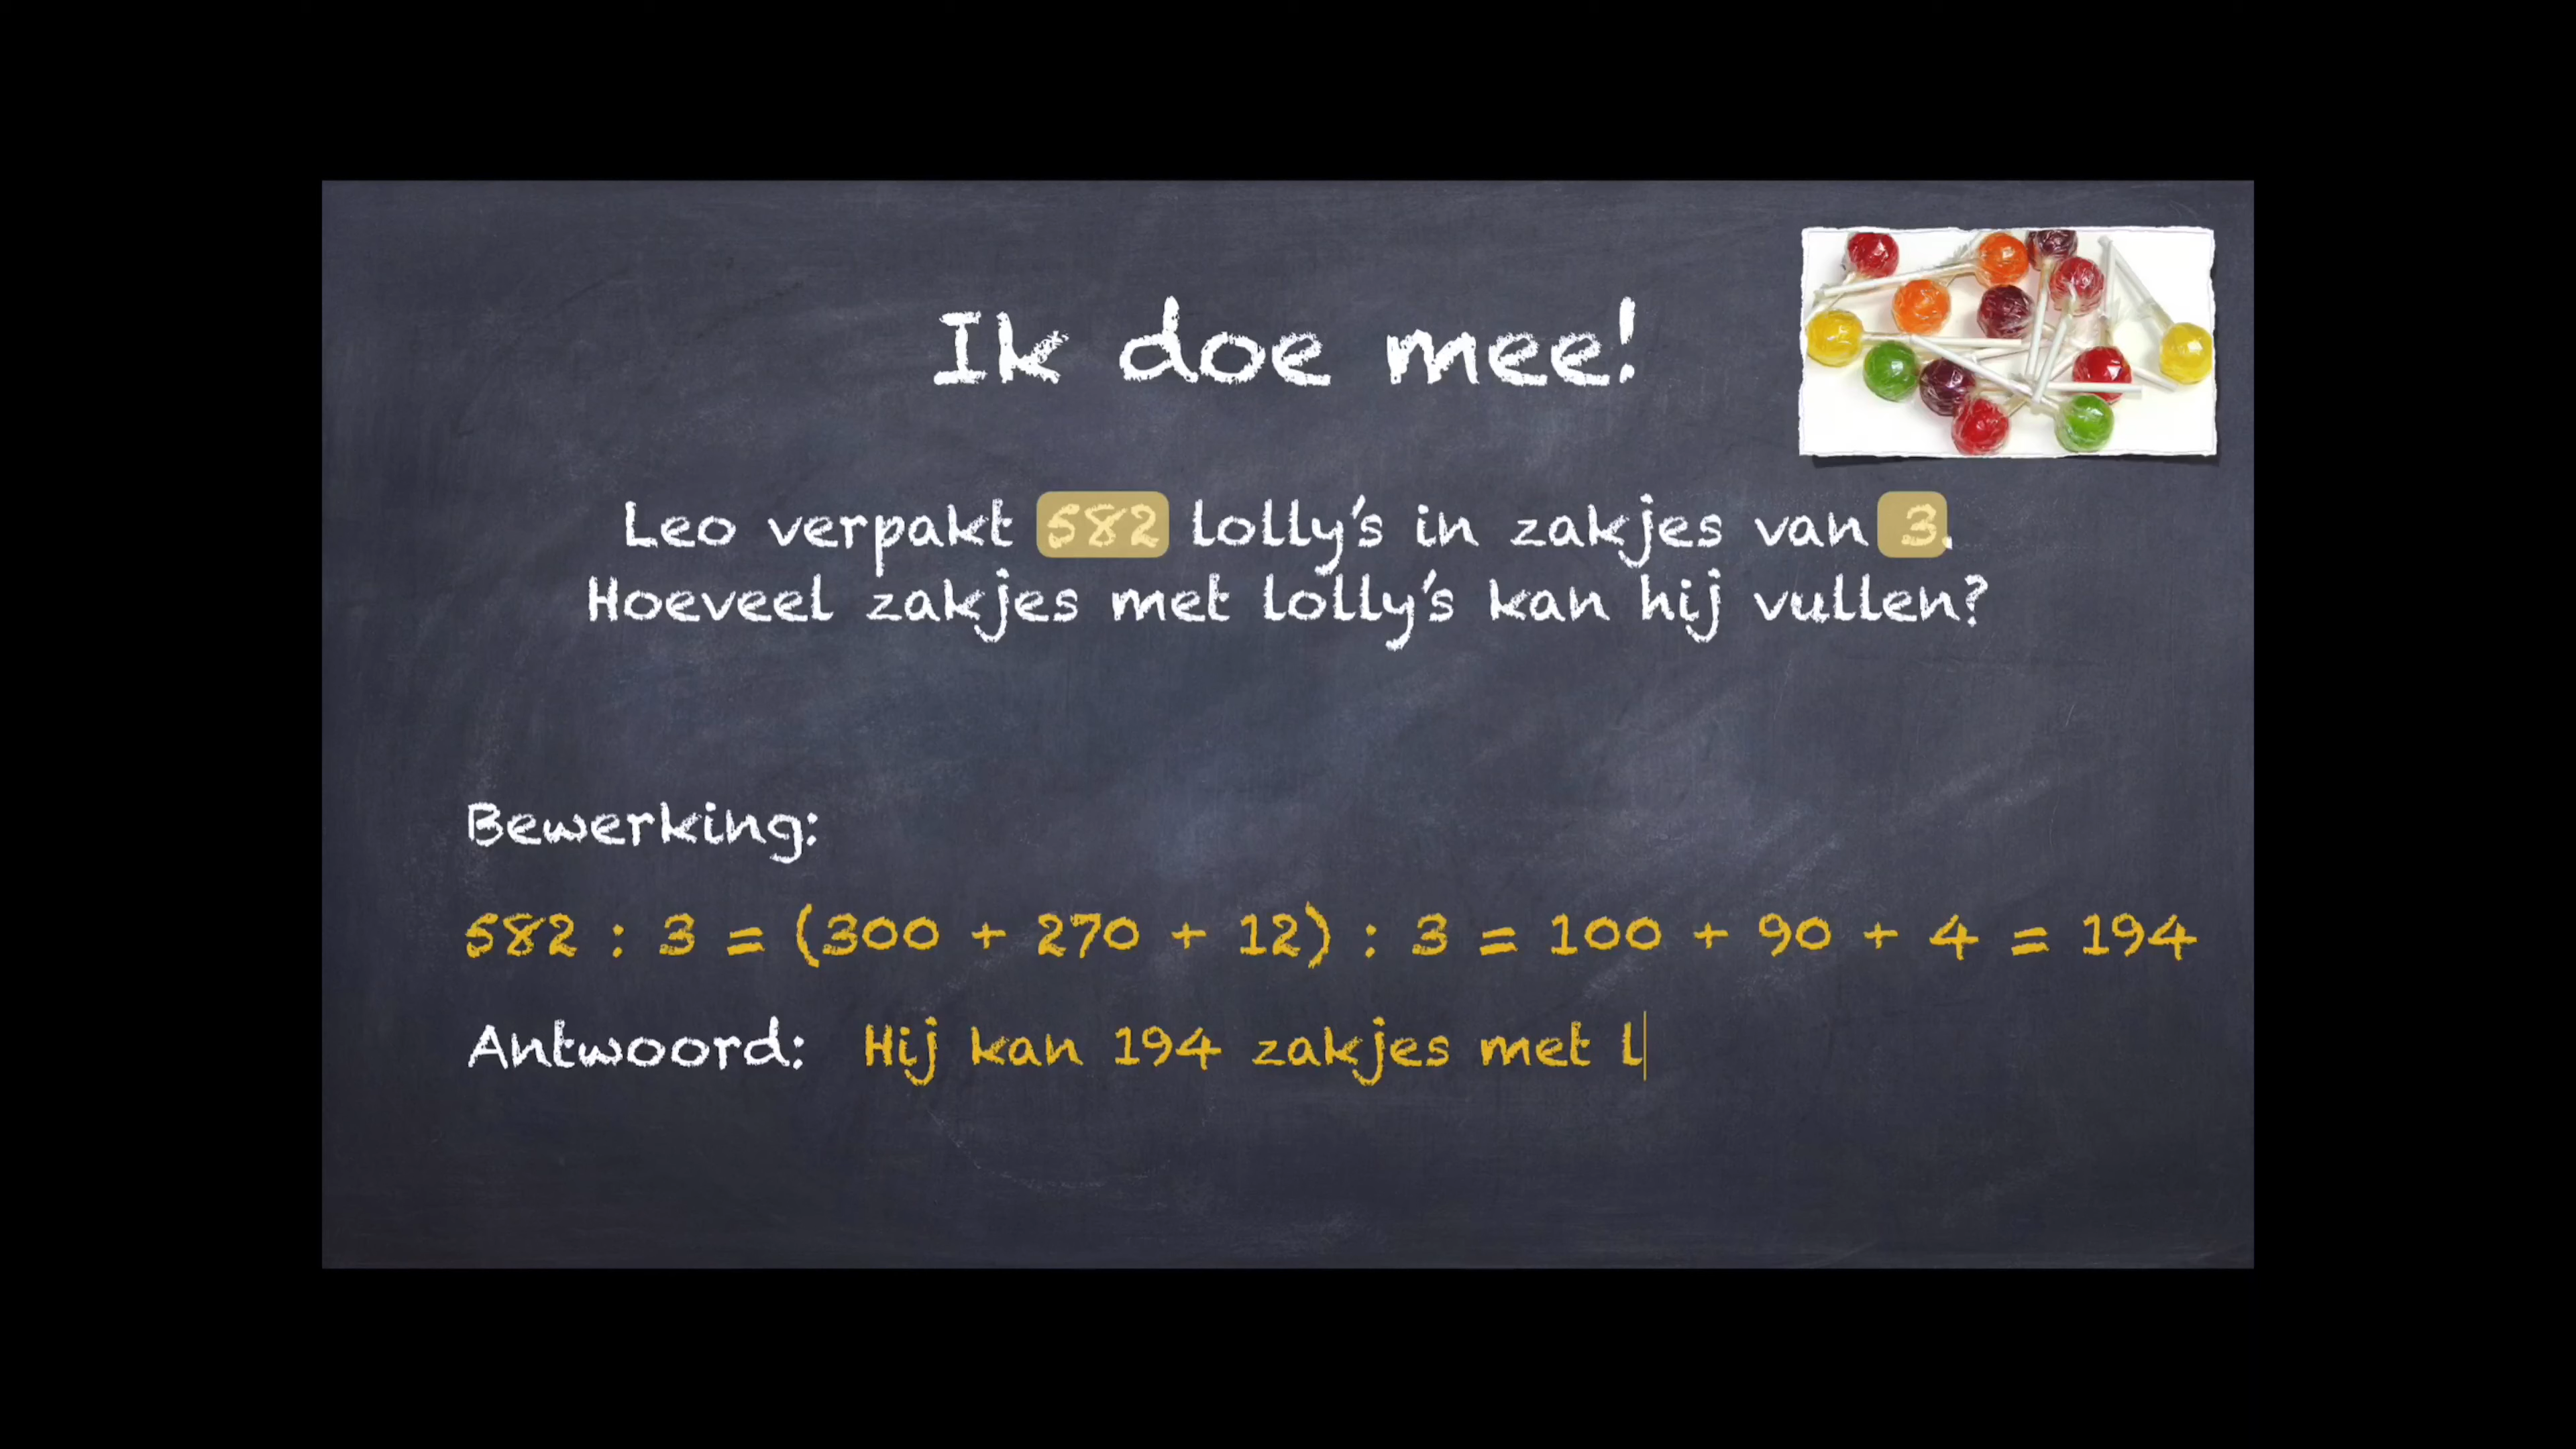 Ik doe mee!
Leo verpakt 582 lolly's in zakjes van 3.
Hoeveel zakjes met lolly's kan hij vullen?
Bewerking:
582 : 3 = (300 + 270 + 12) : 3 = 100 + 90 + 4 = 194
Antwoord: Hij kan 194 zakjes met l